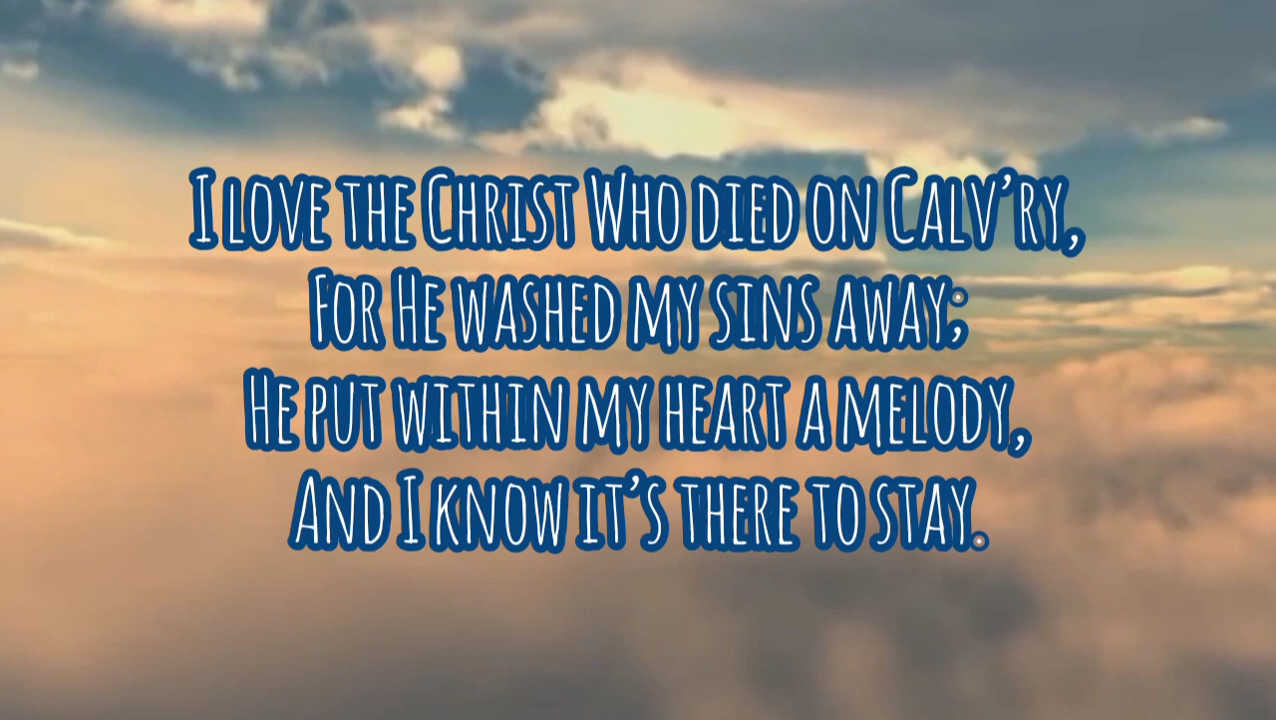 I love the Christ Who died on Calv’ry,
For He washed my sins away;
He put within my heart a melody,
And I know it’s there to stay.